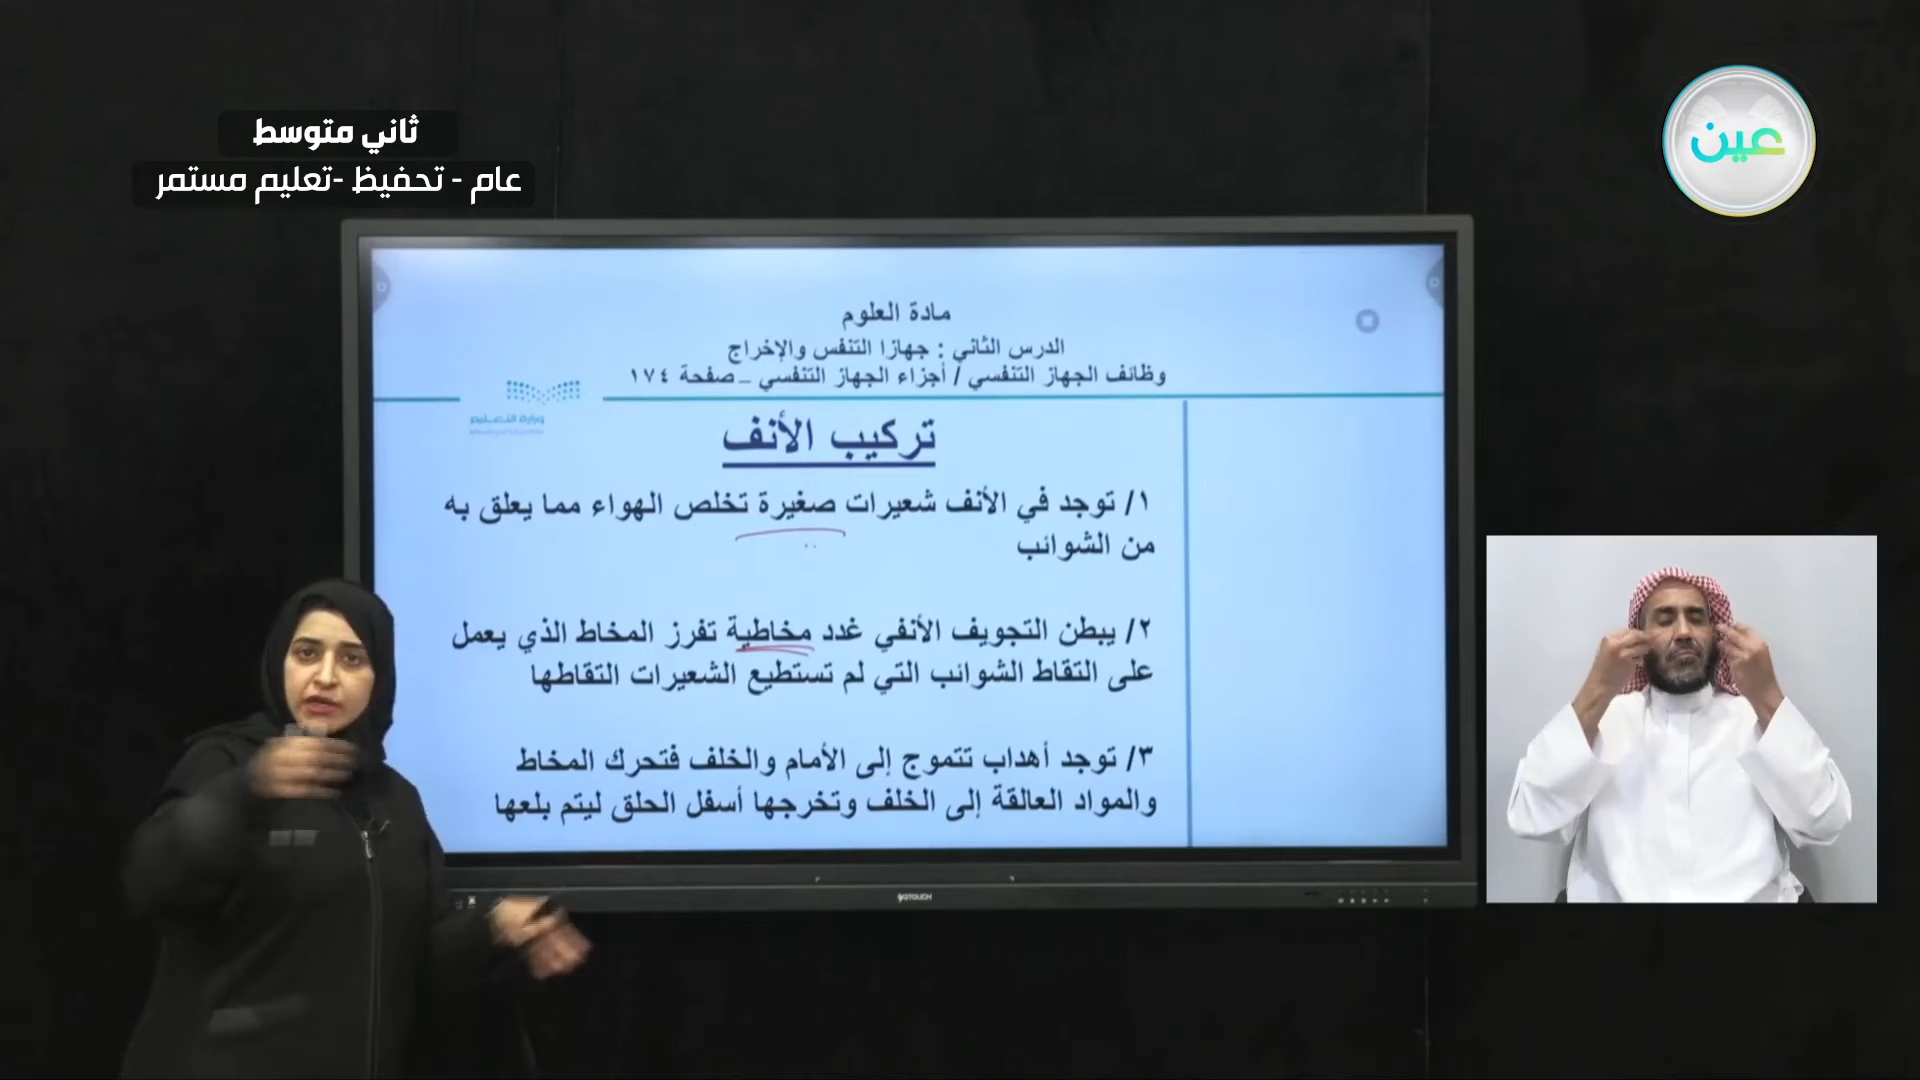 ثاني متوسط
عام - تحفيظ -تعليم مستمر
عين
مادة العلوم
الدرس الثاني : جهازا التنفس والإخراج
وظائف الجهاز التنفسي / أجزاء الجهاز التنفسي – صفحة ١٧٤
وزارة التعليم
تركيب الأنف
١/ توجد في الأنف شعيرات صغيرة تخلص الهواء مما يعلق به
من الشوائب
٢/ يبطن التجويف الأنفي غدد مخاطية تفرز المخاط الذي يعمل
على التقاط الشوائب التي لم تستطيع الشعيرات التقاطها
٣/ توجد أهداب تتموج إلى الأمام والخلف فتحرك المخاط
والمواد العالقة إلى الخلف وتخرجها أسفل الحلق ليتم بلعها